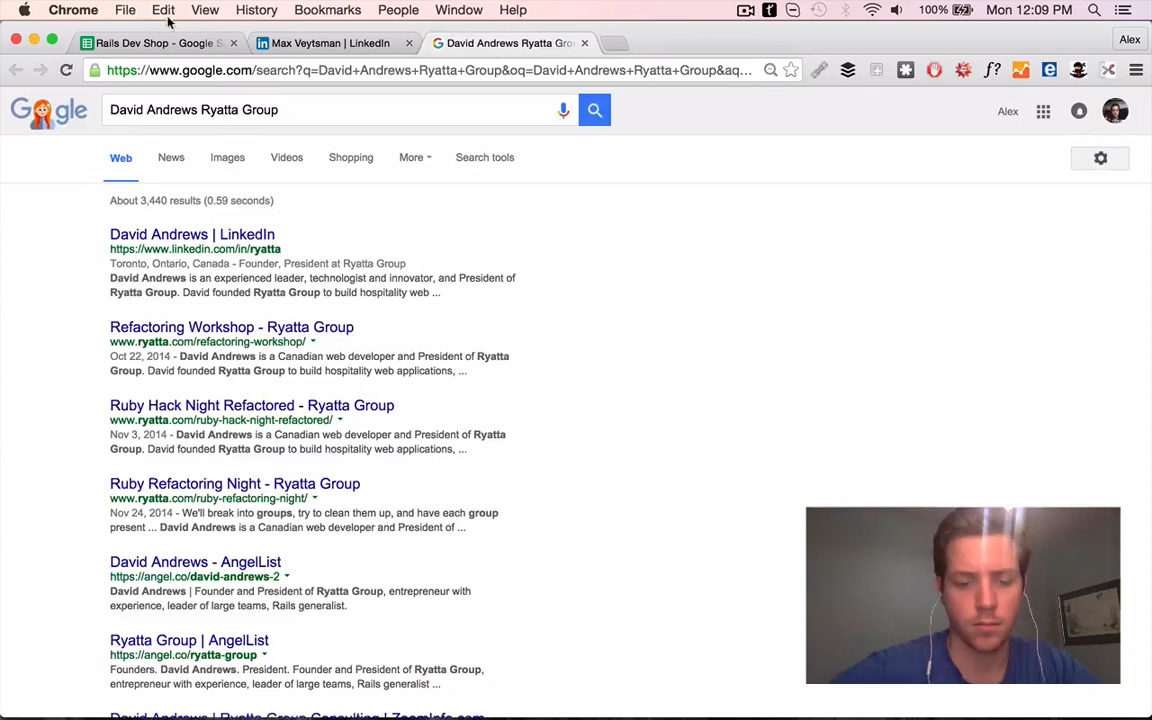 Chrome File Edit View History Bookmarks People Window Help 100% Mon 12:09 PM
Rails Dev Shop - Google S Max Veytsman | LinkedIn David Andrews Ryatta Gro Alex
https://www.google.com/search?q=David+Andrews+Ryatta+Group&oq=David+Andrews+Ryatta+Group&aq... f?
Google David Andrews Ryatta Group Alex
Web News Images Videos Shopping More Search tools
About 3,440 results (0.59 seconds)
David Andrews | LinkedIn
https://www.linkedin.com/in/ryatta
Toronto, Ontario, Canada - Founder, President at Ryatta Group
David Andrews is an experienced leader, technologist and innovator, and President of
Ryatta Group. David founded Ryatta Group to build hospitality web ...
Refactoring Workshop - Ryatta Group
www.ryatta.com/refactoring-workshop/
Oct 22, 2014 - David Andrews is a Canadian web developer and President of Ryatta
Group. David founded Ryatta Group to build hospitality web applications, ...
Ruby Hack Night Refactored - Ryatta Group
www.ryatta.com/ruby-hack-night-refactored/
Nov 3, 2014 - David Andrews is a Canadian web developer and President of Ryatta
Group. David founded Ryatta Group to build hospitality web applications, ...
Ruby Refactoring Night - Ryatta Group
www.ryatta.com/ruby-refactoring-night/
Nov 24, 2014 - We'll break into groups, try to clean them up, and have each group
present ... David Andrews is a Canadian web developer and President of ...
David Andrews - AngelList
https://angel.co/david-andrews-2
David Andrews | Founder and President of Ryatta Group, entrepreneur with
experience, leader of large teams, Rails generalist.
Ryatta Group | AngelList
https://angel.co/ryatta-group
Founders. David Andrews. President. Founder and President of Ryatta Group,
entrepreneur with experience, leader of large teams, Rails generalist ...
David Andrews | Ryatta Group Consulting | ZoomInfo.com